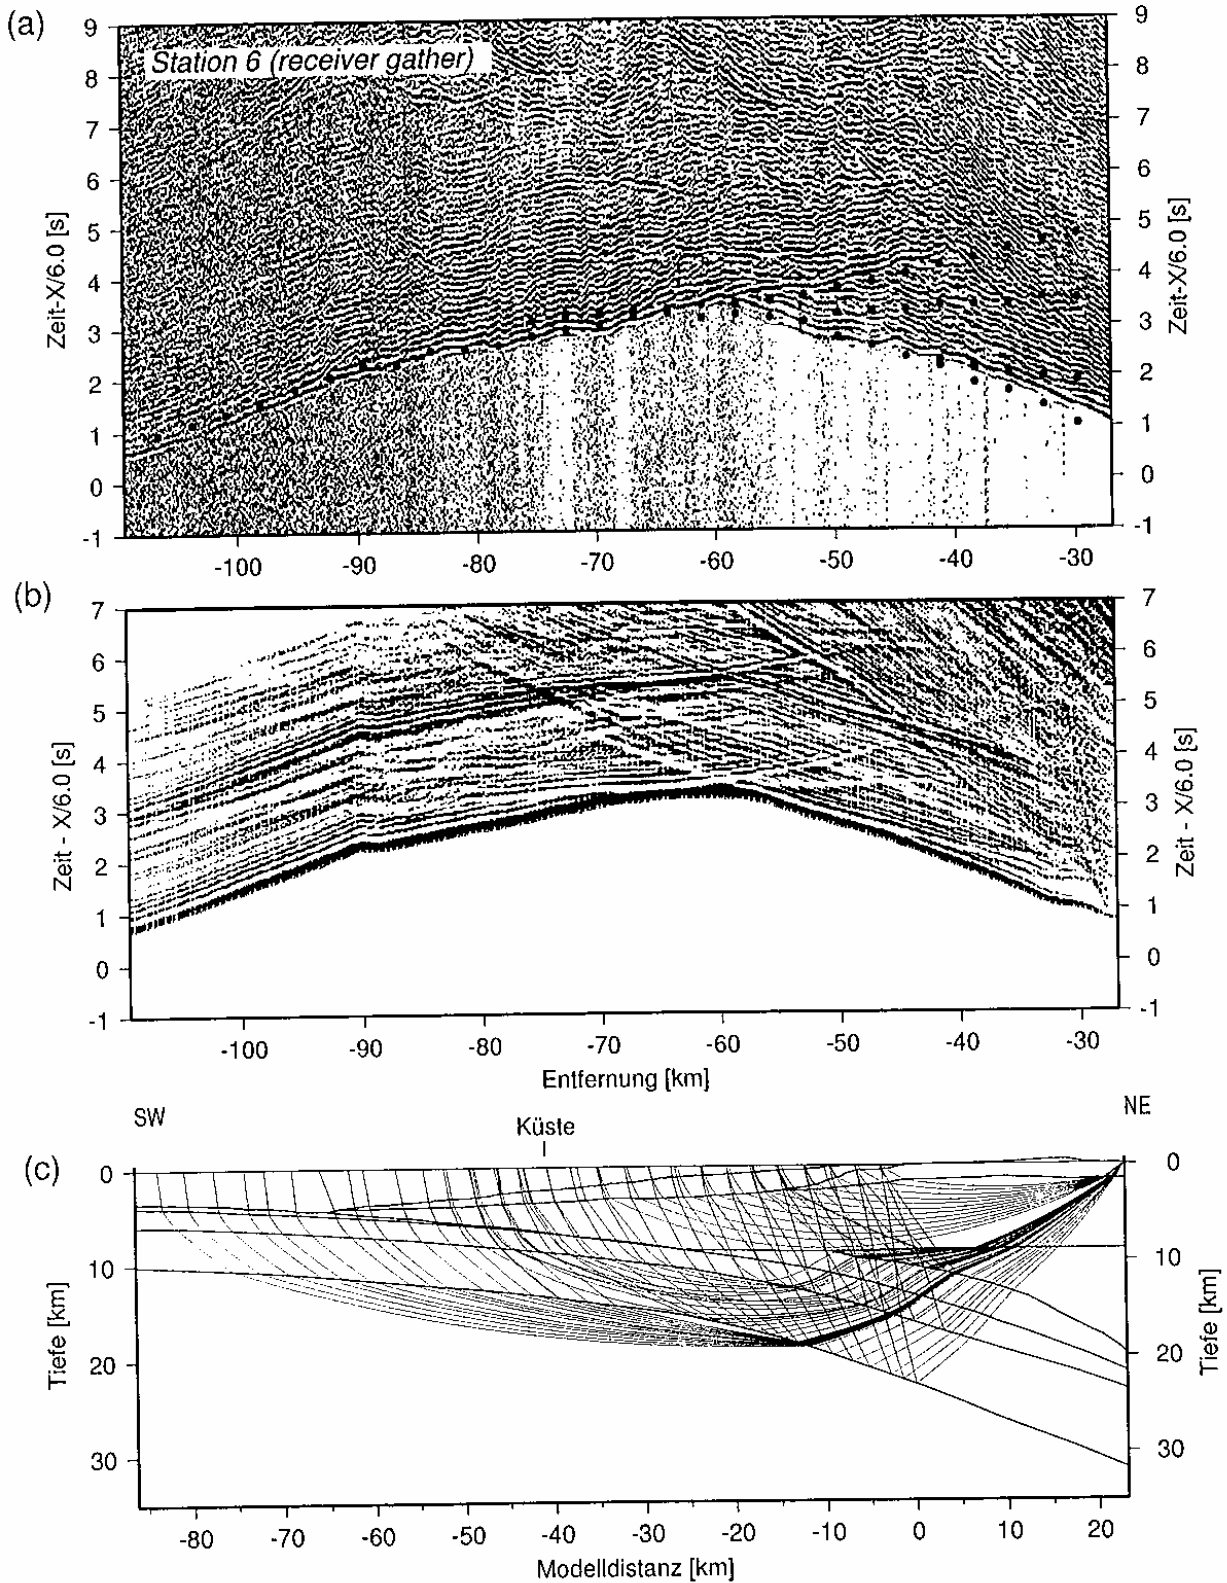 (a)
Station 6 (receiver gather)
9
8
7
6
5
4
3
2
1
0
-1
Zeit-X/6.0 [s]
9
8
7
6
5
4
3
2
1
0
-1
Zeit-X/6.0 [s]
-100 -90 -80 -70 -60 -50 -40 -30
(b)
7
6
5
4
3
2
1
0
-1
Zeit - X/6.0 [s]
7
6
5
4
3
2
1
0
-1
Zeit - X/6.0 [s]
-100 -90 -80 -70 -60 -50 -40 -30
Entfernung [km]
SW
Küste
NE
(c)
0
10
20
30
Tiefe [km]
0
10
20
30
Tiefe [km]
-80 -70 -60 -50 -40 -30 -20 -10 0 10 20
Modelldistanz [km]